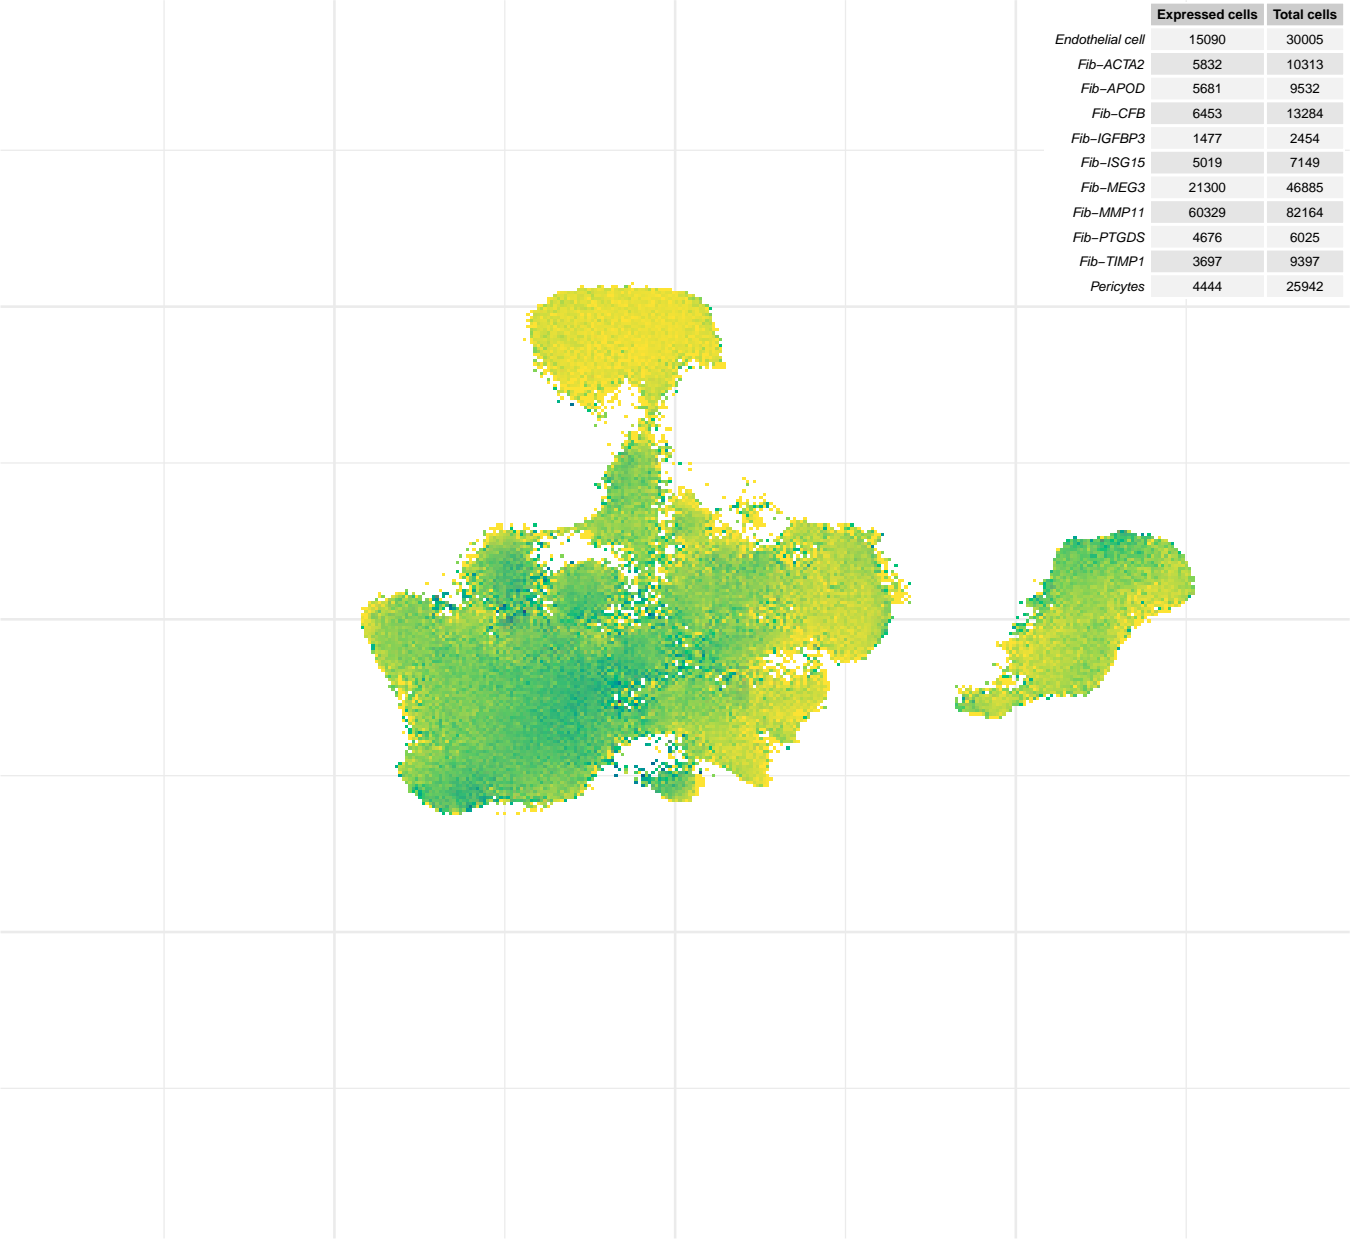 Expressed cells Total cells
Endothelial cell 15090 30005
Fib−ACTA2 5832 10313
Fib−APOD 5681 9532
Fib−CFB 6453 13284
Fib−IGFBP3 1477 2454
Fib−ISG15 5019 7149
Fib−MEG3 21300 46885
Fib−MMP11 60329 82164
Fib−PTGDS 4676 6025
Fib−TIMP1 3697 9397
Pericytes 4444 25942